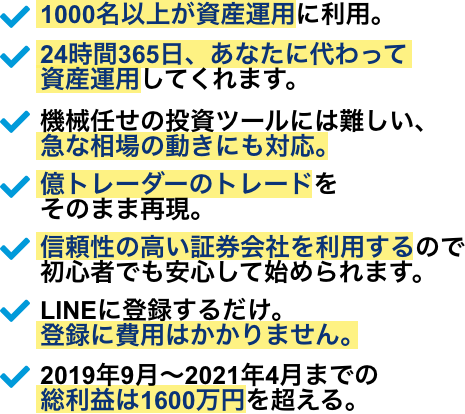 1000名以上が資産運用に利用。
24時間365日、あなたに代わって
資産運用してくれます。
機械任せの投資ツールには難しい、
急な相場の動きにも対応。
億トレーダーのトレードを
そのまま再現。
信頼性の高い証券会社を利用するので
初心者でも安心して始められます。
LINEに登録するだけ。
登録に費用はかかりません。
2019年9月〜2021年4月までの
総利益は1600万円を超える。